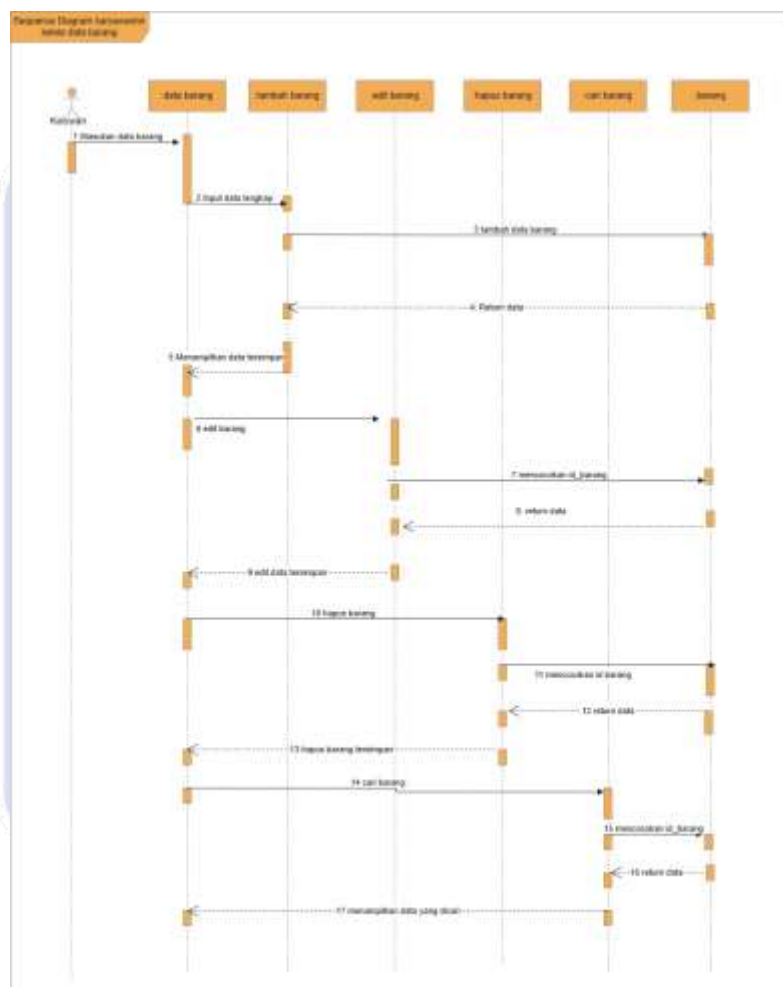 Sequence Diagram karyawan
kelola data barang
data barang
tambah barang
edit barang
hapus barang
cari barang
barang
1 Masukan data barang
2 Input data lengkap
3 tambah data barang
4. Return data
5 Menampilkan data tersimpan
6 edit barang
7 mencocokan id_barang
8. return data
9 edit data tersimpan
10 hapus barang
11 mencocokan id barang
12 return data
13 hapus barang tersimpan
14 cari barang
15 mencocokan id_barang
16 return data
17 menampilkan data yang dicari